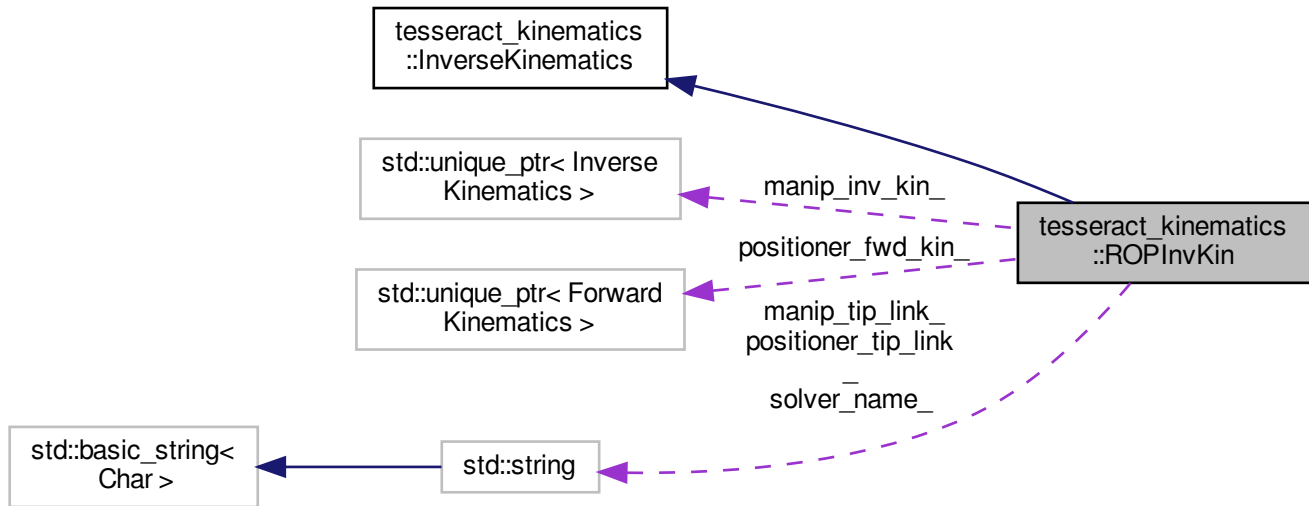 tesseract_kinematics
::InverseKinematics
std::unique_ptr< Inverse
Kinematics >
manip_inv_kin_
tesseract_kinematics
::ROPInvKin
positioner_fwd_kin_
std::unique_ptr< Forward
Kinematics >
manip_tip_link_
positioner_tip_link
_
solver_name_
std::basic_string<
Char >
std::string